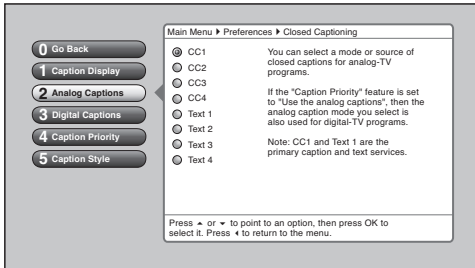 Main Menu ▶ Preferences ▶ Closed Captioning
0 Go Back
1 Caption Display
2 Analog Captions
3 Digital Captions
4 Caption Priority
5 Caption Style
CC1
CC2
CC3
CC4
Text 1
Text 2
Text 3
Text 4
You can select a mode or source of
closed captions for analog-TV
programs.
If the "Caption Priority" feature is set
to "Use the analog captions", then the
analog caption mode you select is
also used for digital-TV programs.
Note: CC1 and Text 1 are the
primary caption and text services.
Press ▲ or ▼ to point to an option, then press OK to
select it. Press ◀ to return to the menu.